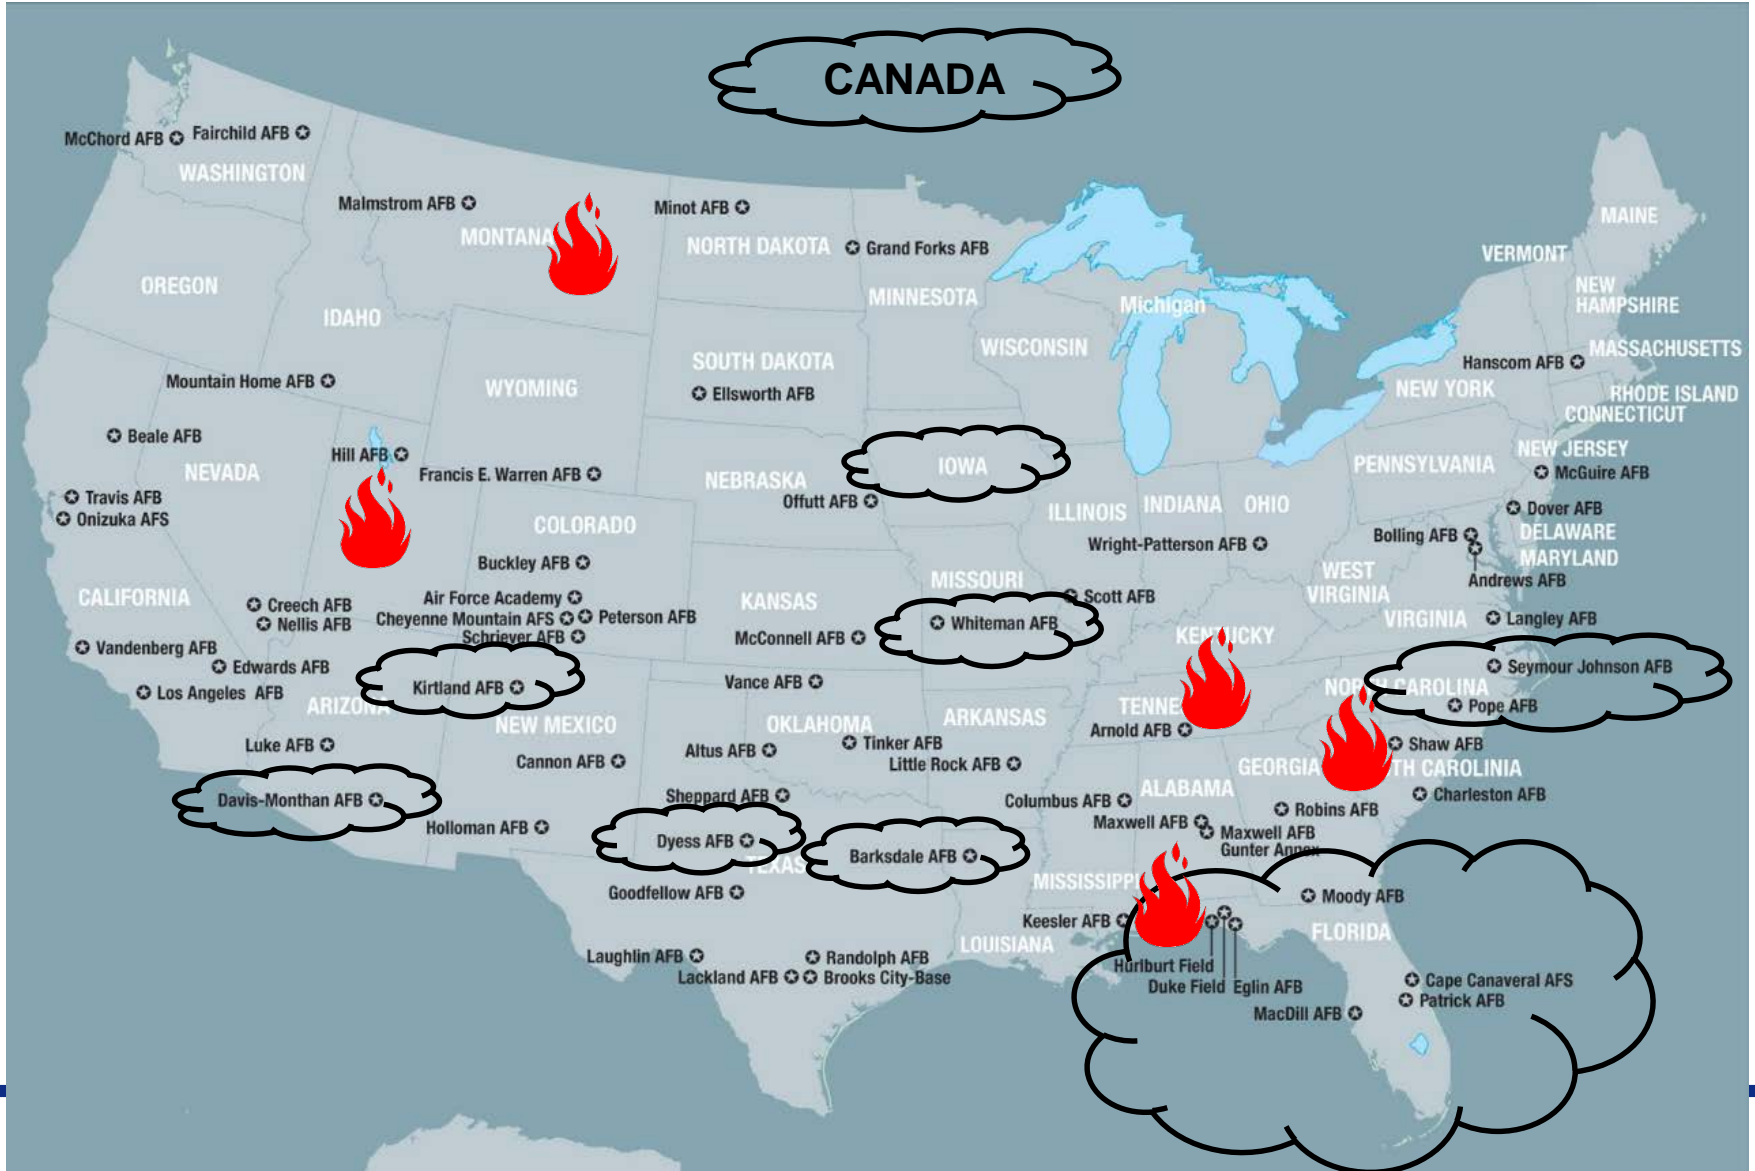 CANADA
McChord AFB
Fairchild AFB
WASHINGTON
Malmstrom AFB
MONTANA
Minot AFB
NORTH DAKOTA
Grand Forks AFB
MAINE
VERMONT
NEW
HAMPSHIRE
OREGON
IDAHO
MINNESOTA
Michigan
WISCONSIN
MASSACHUSETTS
Hanscom AFB
SOUTH DAKOTA
Ellsworth AFB
Mountain Home AFB
WYOMING
NEW YORK
RHODE ISLAND
CONNECTICUT
Beale AFB
Hill AFB
NEVADA
Francis E. Warren AFB
NEBRASKA
Offutt AFB
IOWA
PENNSYLVANIA
NEW JERSEY
McGuire AFB
Travis AFB
Onizuka AFS
COLORADO
ILLINOIS
INDIANA
OHIO
Dover AFB
DELAWARE
MARYLAND
Bolling AFB
Andrews AFB
Wright-Patterson AFB
Buckley AFB
CALIFORNIA
Creech AFB
Nellis AFB
Air Force Academy
Cheyenne Mountain AFS
Peterson AFB
Schriever AFB
KANSAS
McConnell AFB
MISSOURI
Whiteman AFB
Scott AFB
WEST
VIRGINIA
VIRGINIA
Langley AFB
KENTUCKY
Vandenberg AFB
Edwards AFB
Los Angeles AFB
ARIZONA
Kirtland AFB
NEW MEXICO
Vance AFB
OKLAHOMA
ARKANSAS
TENNE
Arnold AFB
NORTH CAROLINA
Seymour Johnson AFB
Pope AFB
Luke AFB
Cannon AFB
Altus AFB
Tinker AFB
Little Rock AFB
GEORGIA
Shaw AFB
TH CAROLINIA
Charleston AFB
Davis-Monthan AFB
Holloman AFB
Sheppard AFB
Dyess AFB
TEXAS
Barksdale AFB
Columbus AFB
ALABAMA
Maxwell AFB
Maxwell AFB
Gunter Annex
Robins AFB
Goodfellow AFB
MISSISSIPPI
Moody AFB
Keesler AFB
LOUISIANA
FLORIDA
Laughlin AFB
Lackland AFB
Randolph AFB
Brooks City-Base
Hurlburt Field
Duke Field
Eglin AFB
MacDill AFB
Cape Canaveral AFS
Patrick AFB